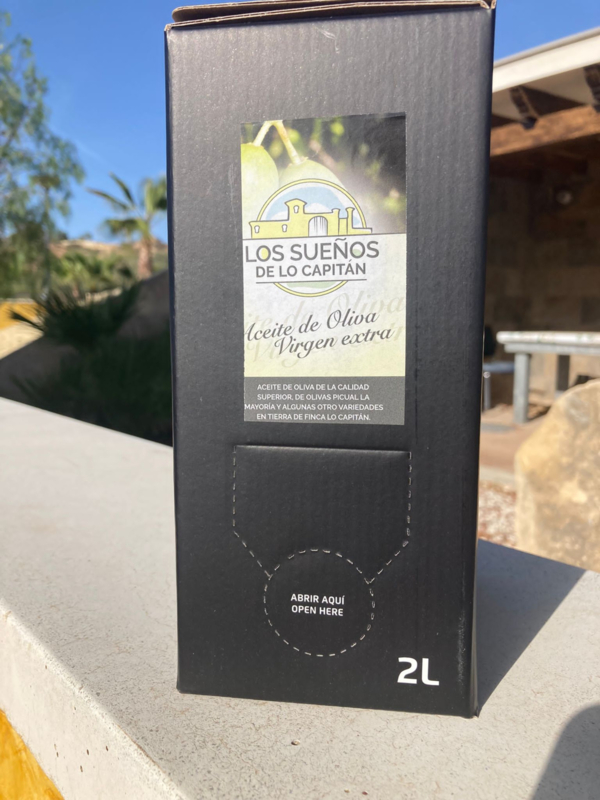 LOS SUEÑOS
DE LO CAPITÁN
Aceite de Oliva
Virgen extra
ACEITE DE OLIVA DE LA CALIDAD
SUPERIOR, DE OLIVAS PICUAL LA
MAYORÍA Y ALGUNAS OTRO VARIEDADES
EN TIERRA DE FINCA LO CAPITÁN.
ABRIR AQUÍ
OPEN HERE
2L